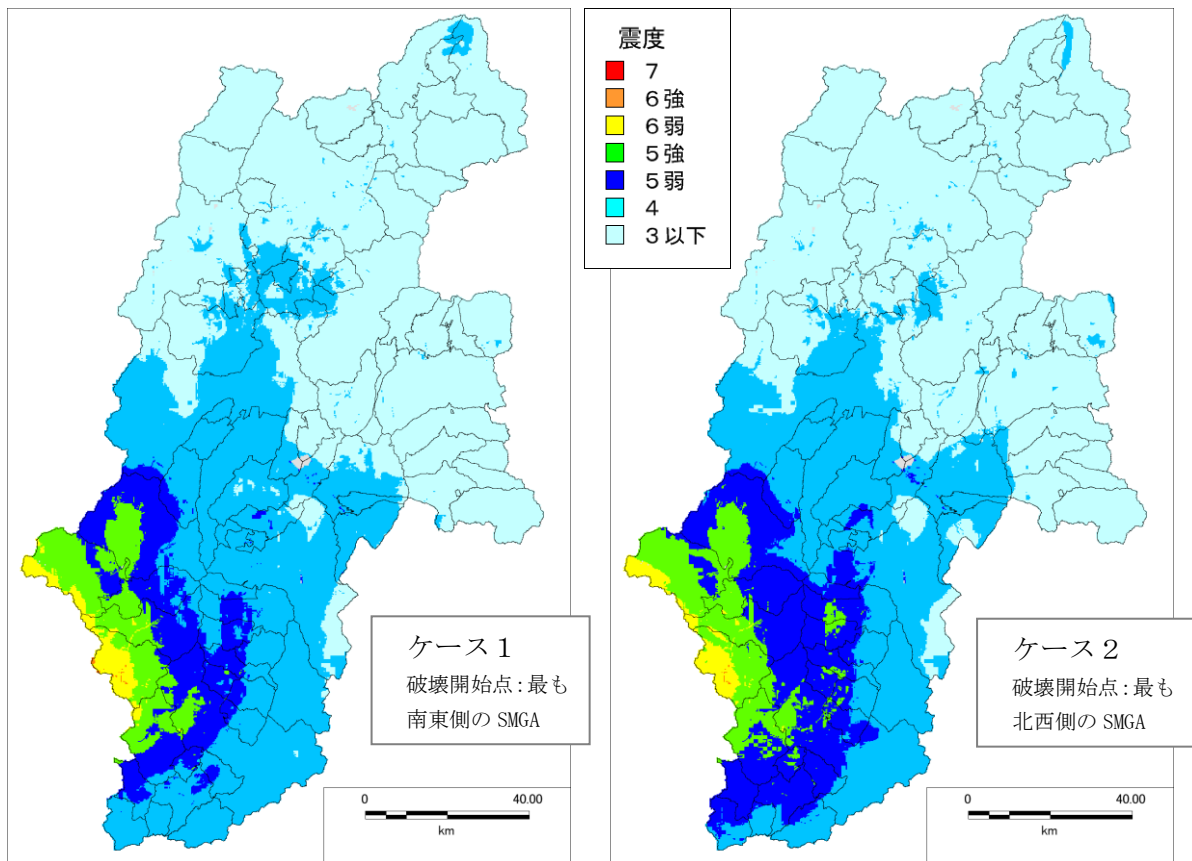 震度
7
6強
6弱
5強
5弱
4
3以下
ケース1
破壊開始点:最も
南東側の SMGA
0 40.00
km
ケース2
破壊開始点:最も
北西側の SMGA
0 40.00
km